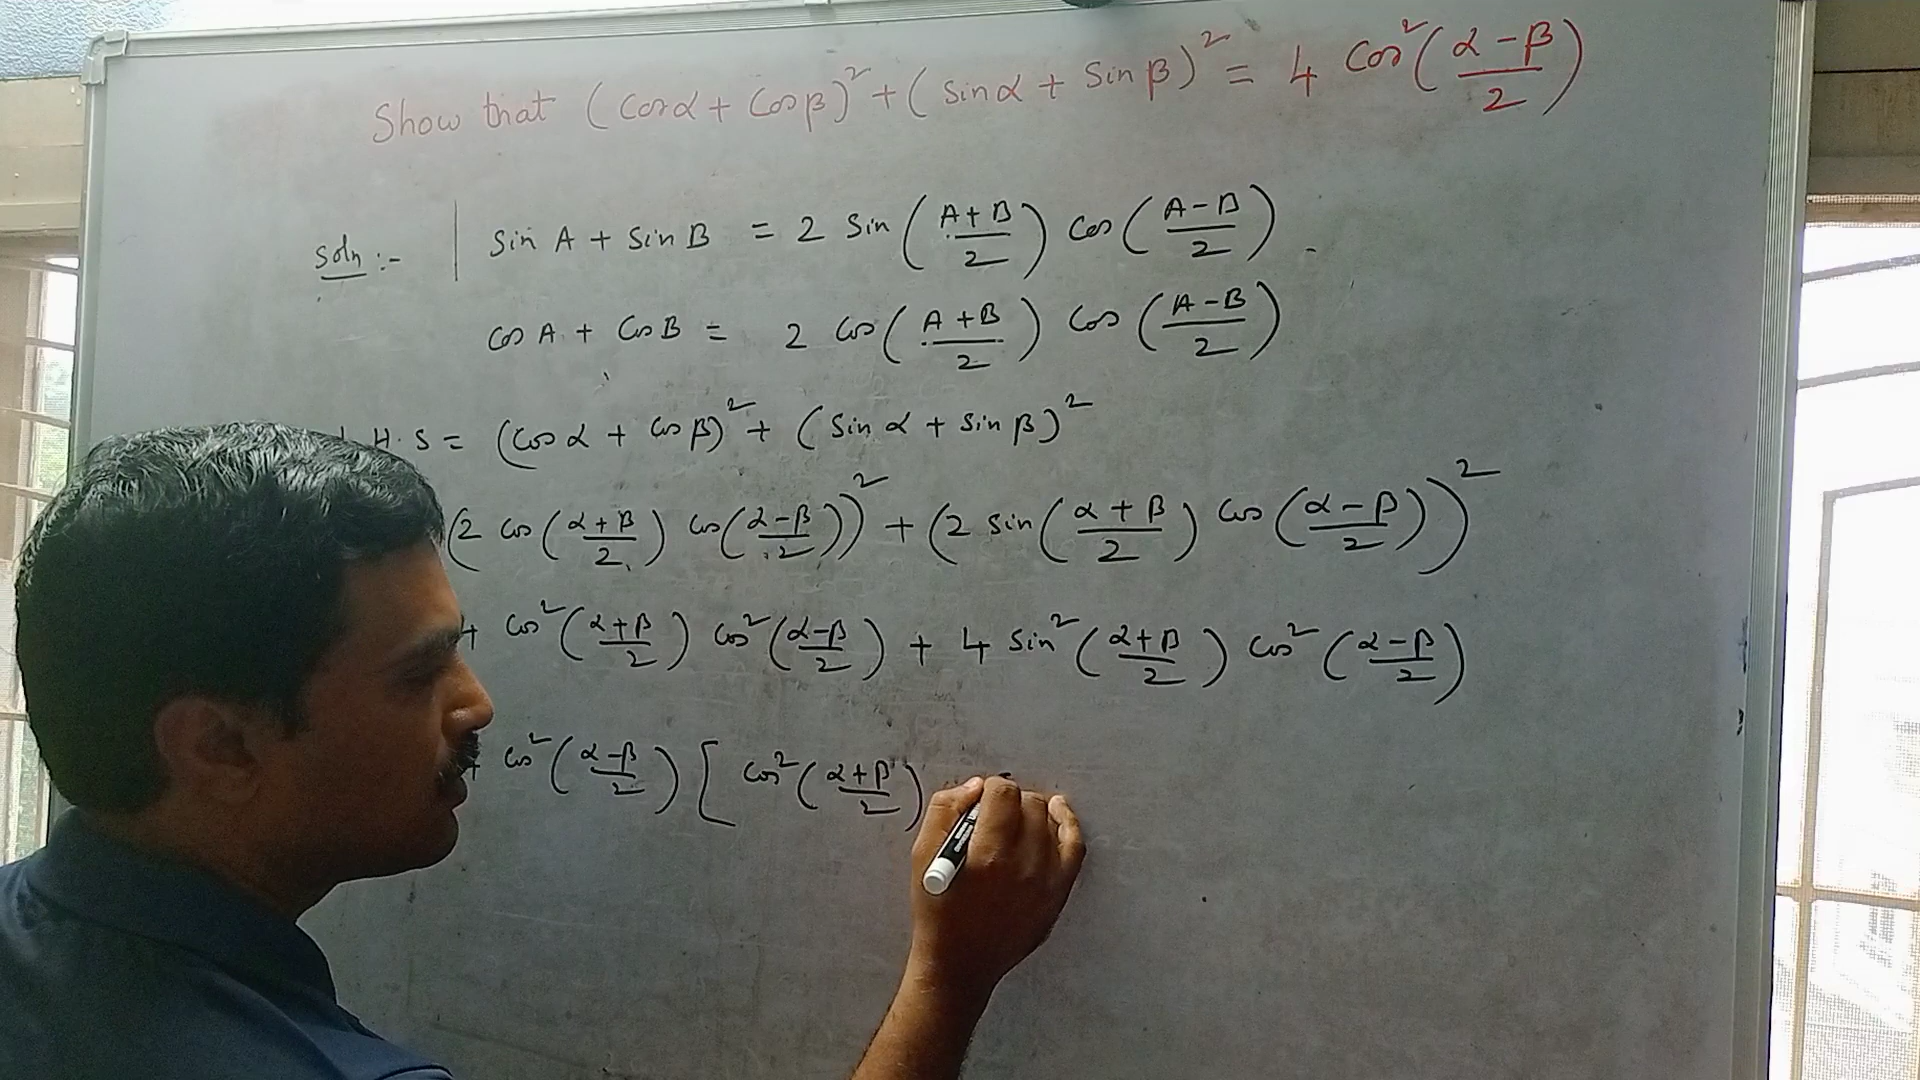 Show that (cosα + cosβ)² + (sinα + sinβ)² = 4 cos²((α-β)/2)
Soln :- | sin A + sin B = 2 sin((A+B)/2) cos((A-B)/2)
cos A + cos B = 2 cos((A+B)/2) cos((A-B)/2)
L.H.S = (cos α + cos β)² + (sin α + sin β)²
(2 cos((α+β)/2) cos((α-β)/2))² + (2 sin((α+β)/2) cos((α-β)/2))²
4 cos²((α+β)/2) cos²((α-β)/2) + 4 sin²((α+β)/2) cos²((α-β)/2)
4 cos²((α-β)/2) [ cos²((α+β)/2)